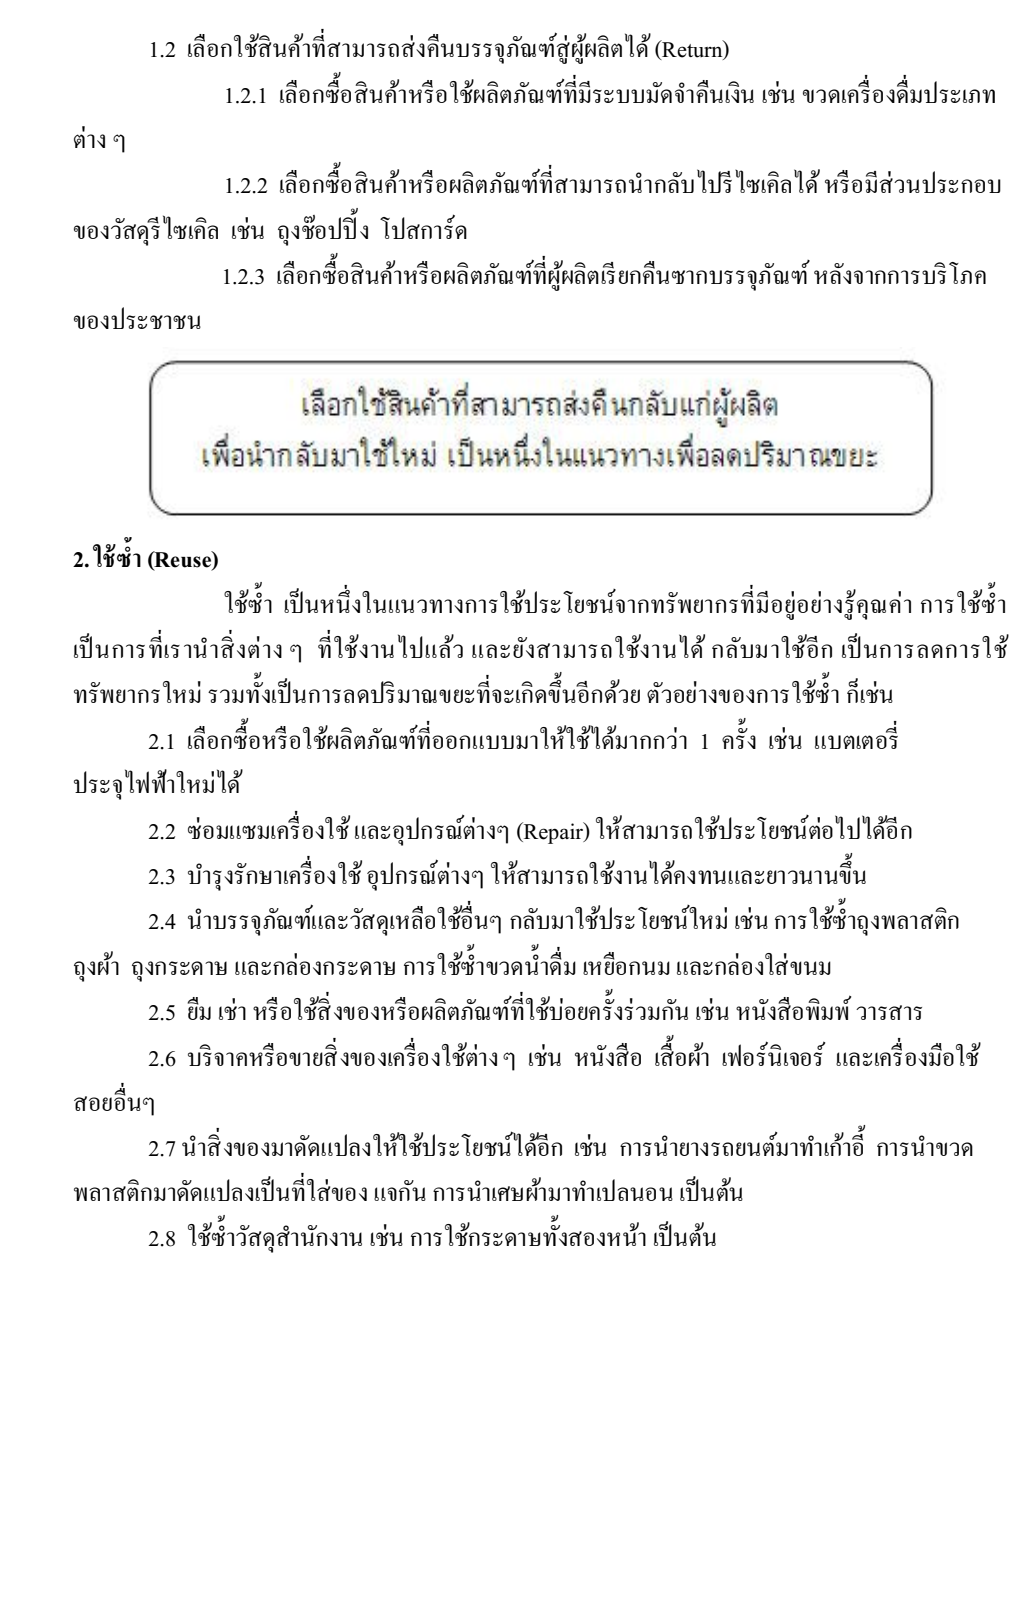 1.2 เลือกใช้สินค้าที่สามารถส่งคืนบรรจุภัณฑ์สู่ผู้ผลิตได้ (Return)
1.2.1 เลือกซื้อสินค้าหรือใช้ผลิตภัณฑ์ที่มีระบบมัดจำคืนเงิน เช่น ขวดเครื่องดื่มประเภท
ต่าง ๆ
1.2.2 เลือกซื้อสินค้าหรือผลิตภัณฑ์ที่สามารถนำกลับไปรีไซเคิลได้ หรือมีส่วนประกอบ
ของวัสดุรีไซเคิล เช่น ถุงช๊อปปิ้ง โปสการ์ด
1.2.3 เลือกซื้อสินค้าหรือผลิตภัณฑ์ที่ผู้ผลิตเรียกคืนซากบรรจุภัณฑ์ หลังจากการบริโภค
ของประชาชน
เลือกใช้สินค้าที่สามารถส่งคืนกลับแก่ผู้ผลิต
เพื่อนำกลับมาใช้ใหม่ เป็นหนึ่งในแนวทางเพื่อลดปริมาณขยะ
2. ใช้ซ้ำ (Reuse)
ใช้ซ้ำ เป็นหนึ่งในแนวทางการใช้ประโยชน์จากทรัพยากรที่มีอยู่อย่างรู้คุณค่า การใช้ซ้ำ
เป็นการที่เรานำสิ่งต่าง ๆ ที่ใช้งานไปแล้ว และยังสามารถใช้งานได้ กลับมาใช้อีก เป็นการลดการใช้
ทรัพยากรใหม่ รวมทั้งเป็นการลดปริมาณขยะที่จะเกิดขึ้นอีกด้วย ตัวอย่างของการใช้ซ้ำ ก็เช่น
2.1 เลือกซื้อหรือใช้ผลิตภัณฑ์ที่ออกแบบมาให้ใช้ได้มากกว่า 1 ครั้ง เช่น แบตเตอรี่
ประจุไฟฟ้าใหม่ได้
2.2 ซ่อมแซมเครื่องใช้ และอุปกรณ์ต่างๆ (Repair) ให้สามารถใช้ประโยชน์ต่อไปได้อีก
2.3 บำรุงรักษาเครื่องใช้ อุปกรณ์ต่างๆ ให้สามารถใช้งานได้คงทนและยาวนานขึ้น
2.4 นำบรรจุภัณฑ์และวัสดุเหลือใช้อื่นๆ กลับมาใช้ประโยชน์ใหม่ เช่น การใช้ซ้ำถุงพลาสติก
ถุงผ้า ถุงกระดาษ และกล่องกระดาษ การใช้ซ้ำขวดน้ำดื่ม เหยือกนม และกล่องใส่ขนม
2.5 ยืม เช่า หรือใช้สิ่งของหรือผลิตภัณฑ์ที่ใช้บ่อยครั้งร่วมกัน เช่น หนังสือพิมพ์ วารสาร
2.6 บริจาคหรือขายสิ่งของเครื่องใช้ต่าง ๆ เช่น หนังสือ เสื้อผ้า เฟอร์นิเจอร์ และเครื่องมือใช้
สอยอื่นๆ
2.7 นำสิ่งของมาดัดแปลงให้ใช้ประโยชน์ได้อีก เช่น การนำยางรถยนต์มาทำเก้าอี้ การนำขวด
พลาสติกมาดัดแปลงเป็นที่ใส่ของ แจกัน การนำเศษผ้ามาทำเปลนอน เป็นต้น
2.8 ใช้ซ้ำวัสดุสำนักงาน เช่น การใช้กระดาษทั้งสองหน้า เป็นต้น